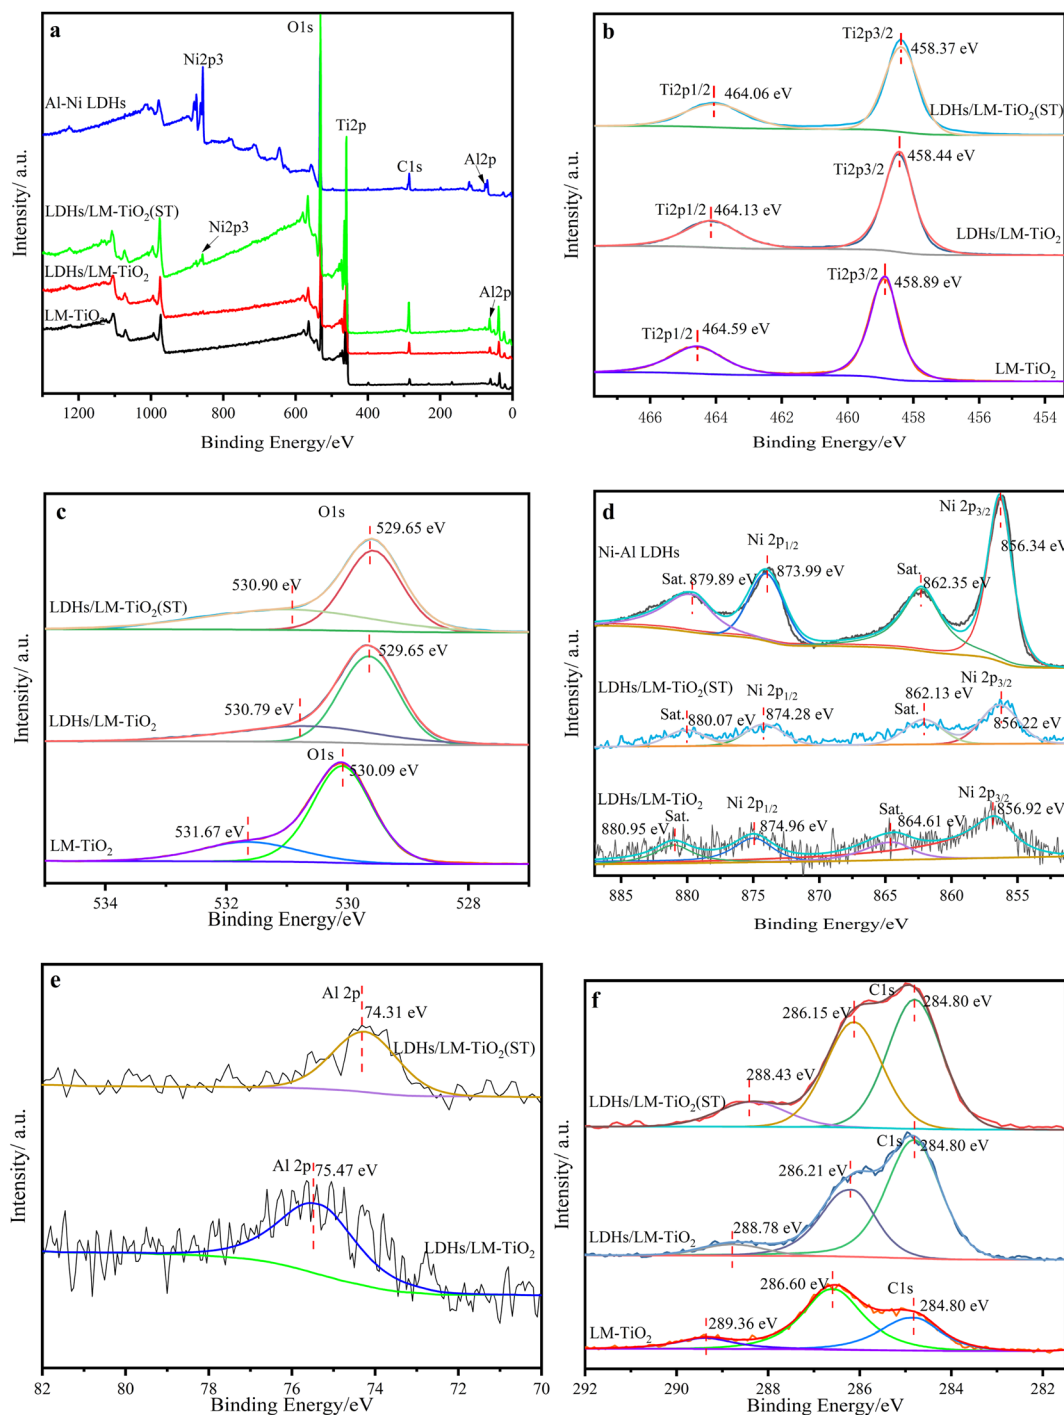 a
O1s
Ni2p3
Al-Ni LDHs
Ti2p
C1s
Al2p
LDHs/LM-TiO2(ST)
Ni2p3
LDHs/LM-TiO2
Al2p
LM-TiO2
1200 1000 800 600 400 200 0
Binding Energy/eV
Intensity/ a.u.
b
Ti2p3/2
458.37 eV
Ti2p1/2
464.06 eV
LDHs/LM-TiO2(ST)
458.44 eV
Ti2p3/2
Ti2p1/2
464.13 eV
LDHs/LM-TiO2
Ti2p3/2
458.89 eV
Ti2p1/2
464.59 eV
LM-TiO2
466 464 462 460 458 456 454
Binding Energy/eV
Intensity/ a.u.
c
O1s
529.65 eV
530.90 eV
LDHs/LM-TiO2(ST)
529.65 eV
530.79 eV
LDHs/LM-TiO2
O1s
530.09 eV
531.67 eV
LM-TiO2
534 532 530 528
Binding Energy/eV
Intensity/ a.u.
d
Ni 2p3/2
856.34 eV
Ni-Al LDHs
Ni 2p1/2
Sat.
879.89 eV
873.99 eV
Sat.
862.35 eV
LDHs/LM-TiO2(ST)
Ni 2p1/2
862.13 eV
Ni 2p3/2
Sat.
880.07 eV
874.28 eV
Sat.
856.22 eV
LDHs/LM-TiO2
Sat.
Ni 2p1/2
Sat.
Ni 2p3/2
880.95 eV
874.96 eV
864.61 eV
856.92 eV
885 880 875 870 865 860 855
Binding Energy/eV
Intensity/ a.u.
e
Al 2p
74.31 eV
LDHs/LM-TiO2(ST)
Al 2p
75.47 eV
LDHs/LM-TiO2
82 80 78 76 74 72 70
Binding Energy/eV
Intensity/ a.u.
f
C1s
286.15 eV
284.80 eV
288.43 eV
LDHs/LM-TiO2(ST)
C1s
284.80 eV
286.21 eV
288.78 eV
LDHs/LM-TiO2
286.60 eV
C1s
284.80 eV
289.36 eV
LM-TiO2
292 290 288 286 284 282
Binding Energy/eV
Intensity/ a.u.